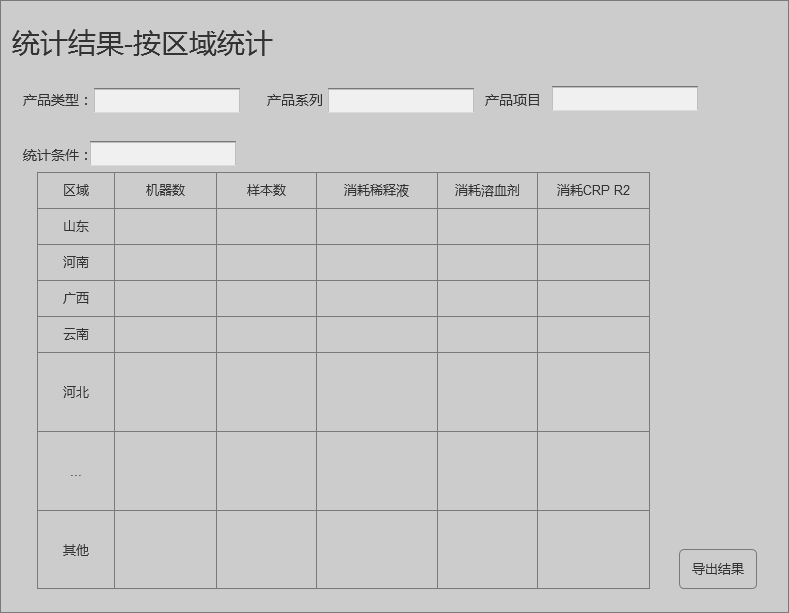 统计结果-按区域统计
产品类型： 产品系列 产品项目
统计条件：
区域 机器数 样本数 消耗稀释液 消耗溶血剂 消耗CRP R2
山东
河南
广西
云南
河北
...
其他
导出结果